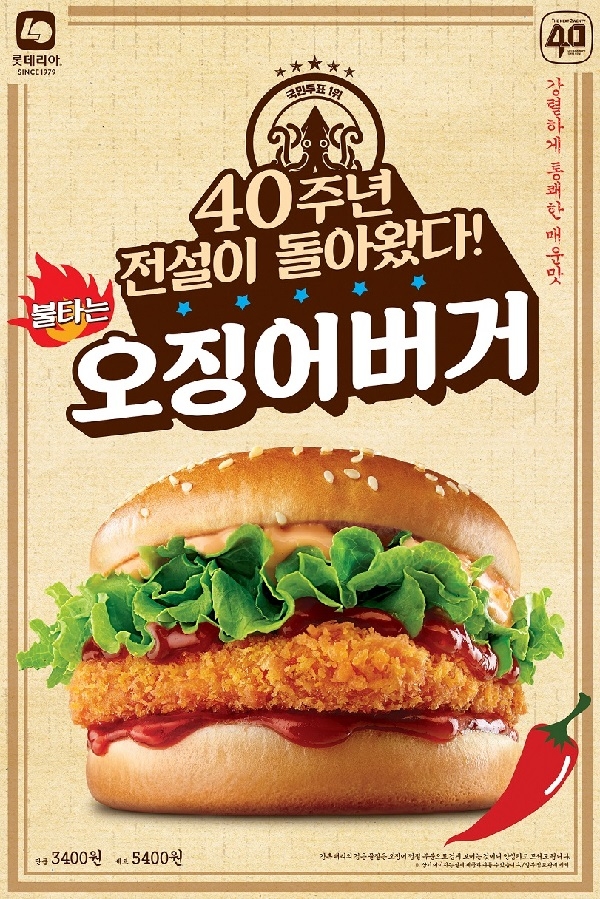 롯데리아
SINCE 1979
40
국민투표 1위
40주년
전설이 돌아왔다!
불타는
오징어버거
강렬하게 통쾌한 매운맛
단품 3400원 세트 5400원